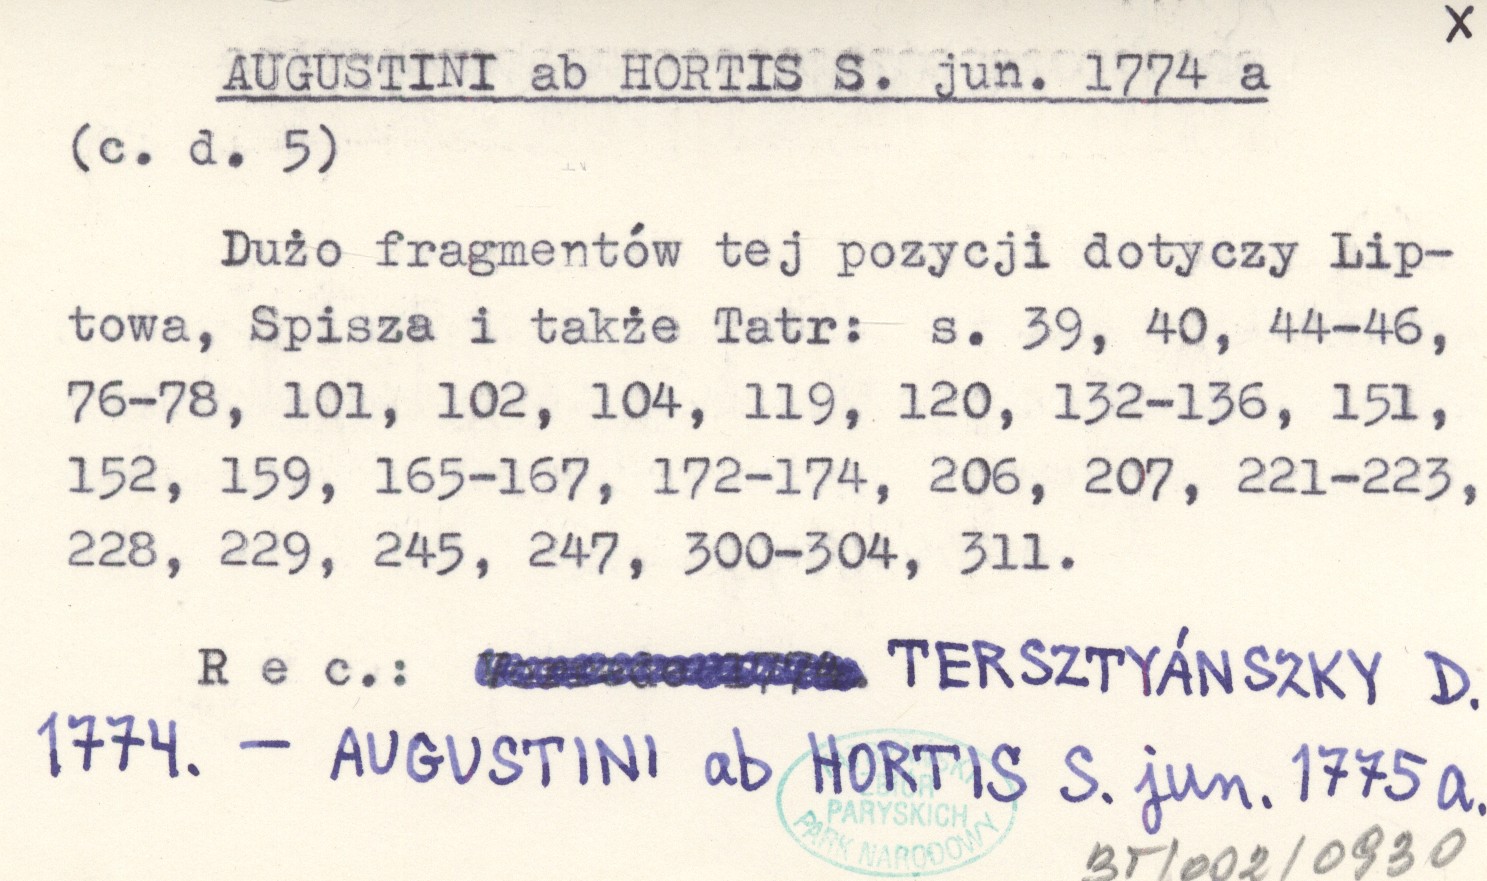 X
AUGUSTINI ab HORTIS S. jun. 1774 a
(c. d. 5)
Dużo fragmentów tej pozycji dotyczy Lip-
towa, Spisza i także Tatr: s. 39, 40, 44-46,
76-78, 101, 102, 104, 119, 120, 132-136, 151,
152, 159, 165-167, 172-174, 206, 207, 221-223,
228, 229, 245, 247, 300-304, 311.
R e c.: TERSZTYÁNSZKY D.
1774. — AUGUSTINI ab HORTIS S. jun. 1775 a.
ZBIÓR
PARYSKICH
PARK NARODOWY
BT/002/0930